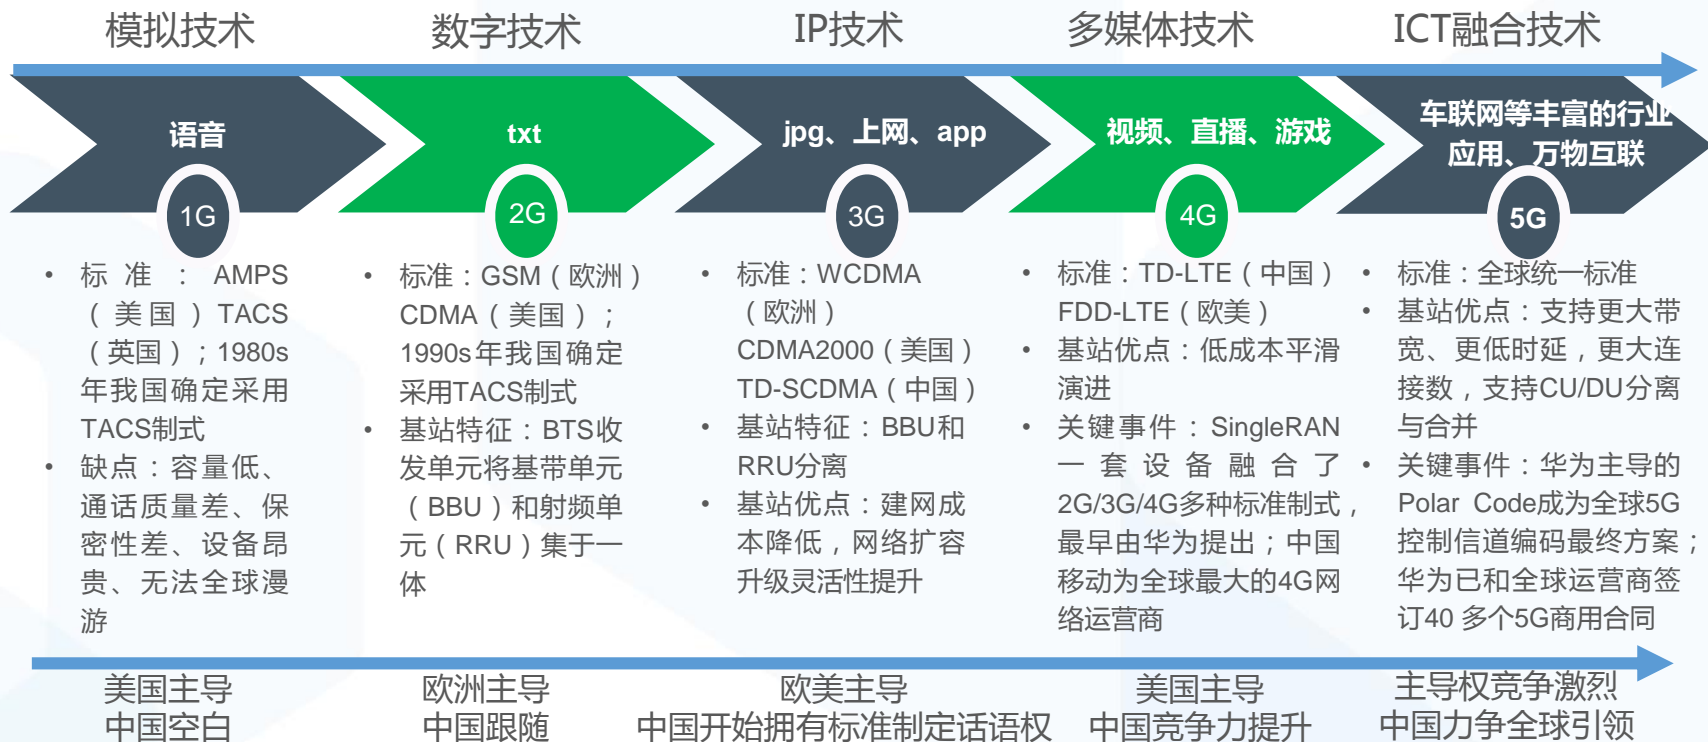 模拟技术
数字技术
IP技术
多媒体技术
ICT融合技术
语音
txt
jpg、上网、app
视频、直播、游戏
车联网等丰富的行业
应用、万物互联
1G
2G
3G
4G
5G
• 标准：AMPS
（美国）TACS
（英国）；1980s
年我国确定采用
TACS制式
• 缺点：容量低、
通话质量差、保
密性差、设备昂
贵、无法全球漫
游
• 标准：GSM（欧洲）
CDMA（美国）；
1990s年我国确定
采用TACS制式
• 基站特征：BTS收
发单元将基带单元
（BBU）和射频单
元（RRU）集于一
体
• 标准：WCDMA
（欧洲）
CDMA2000（美国）
TD-SCDMA（中国）
• 基站特征：BBU和
RRU分离
• 基站优点：建网成
本降低，网络扩容
升级灵活性提升
• 标准：TD-LTE（中国）
FDD-LTE（欧美）
• 基站优点：低成本平滑
演进
• 关键事件：SingleRAN
一套设备融合了
2G/3G/4G多种标准制式，
最早由华为提出；中国
移动为全球最大的4G网
络运营商
• 标准：全球统一标准
• 基站优点：支持更大带
宽、更低时延，更大连
接数，支持CU/DU分离
与合并
• 关键事件：华为主导的
Polar Code成为全球5G
控制信道编码最终方案；
华为已和全球运营商签
订40 多个5G商用合同
美国主导
中国空白
欧洲主导
中国跟随
欧美主导
中国开始拥有标准制定话语权
美国主导
中国竞争力提升
主导权竞争激烈
中国力争全球引领